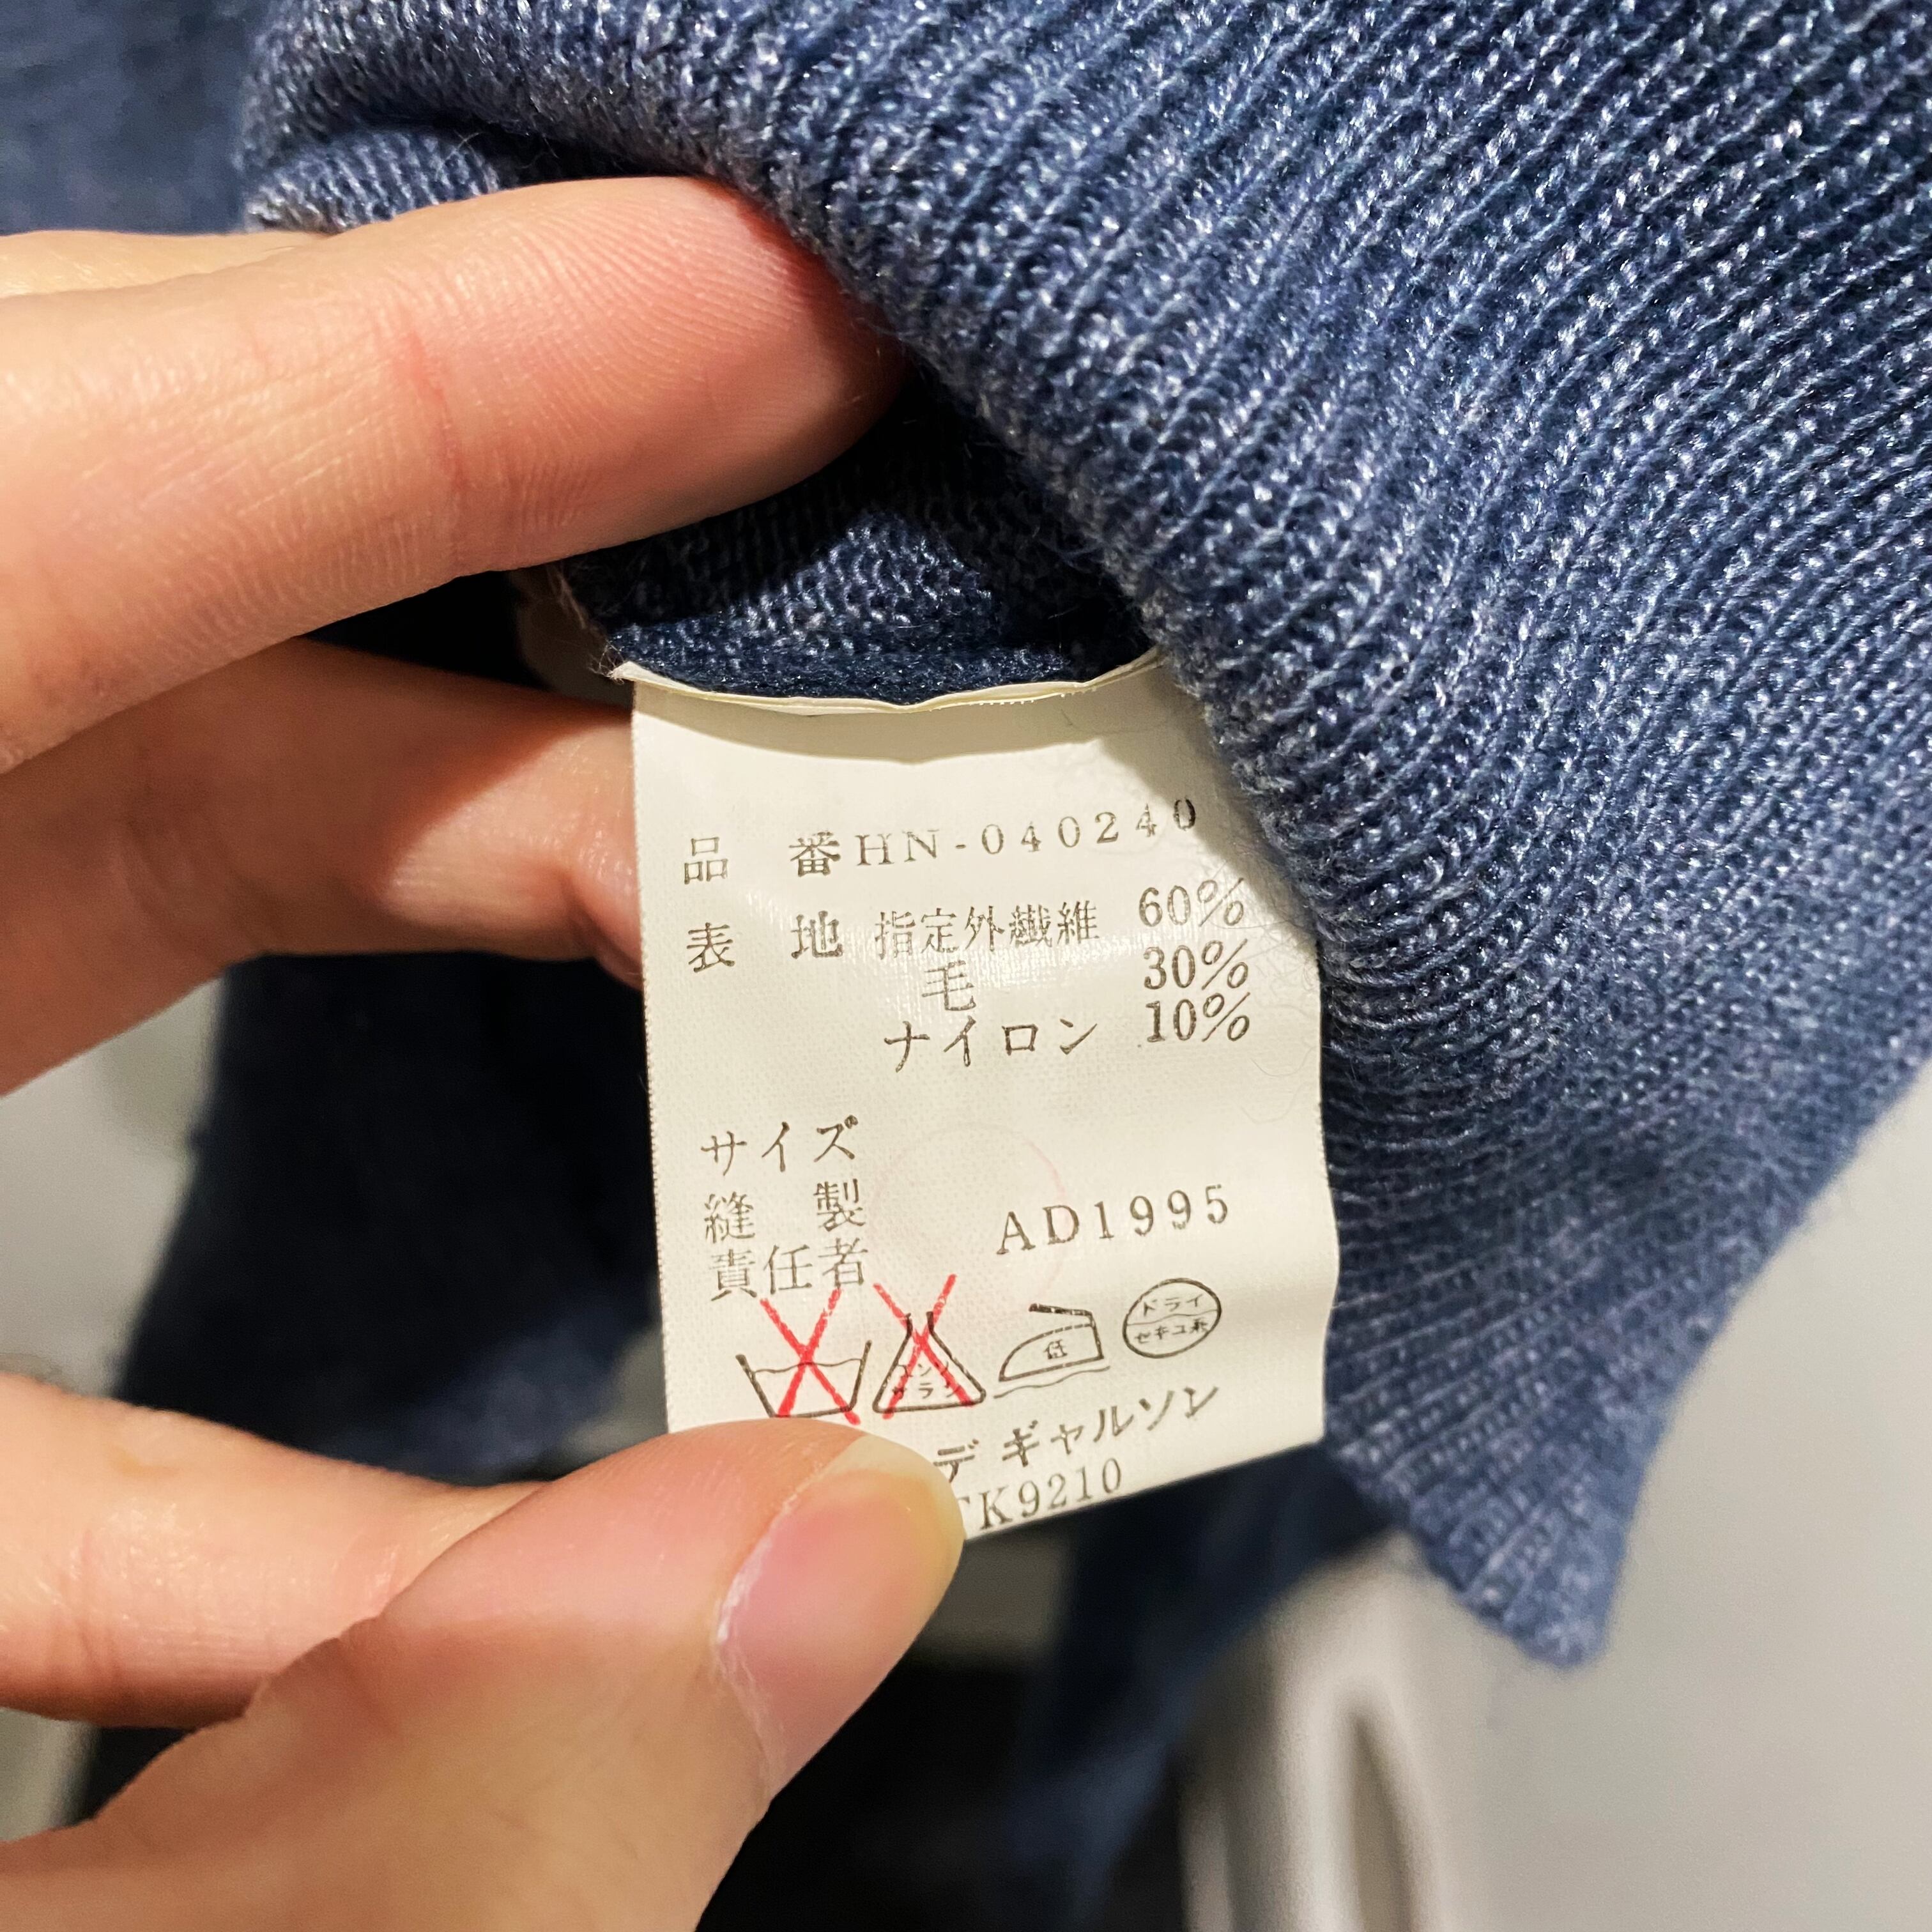 品 番 HN-040240
表 地 指定外繊維 60%
毛 30%
ナイロン 10%
サイズ
縫 製
責任者 AD1995
低 ドライ
セキユ系
デ ギャルソン
K9210